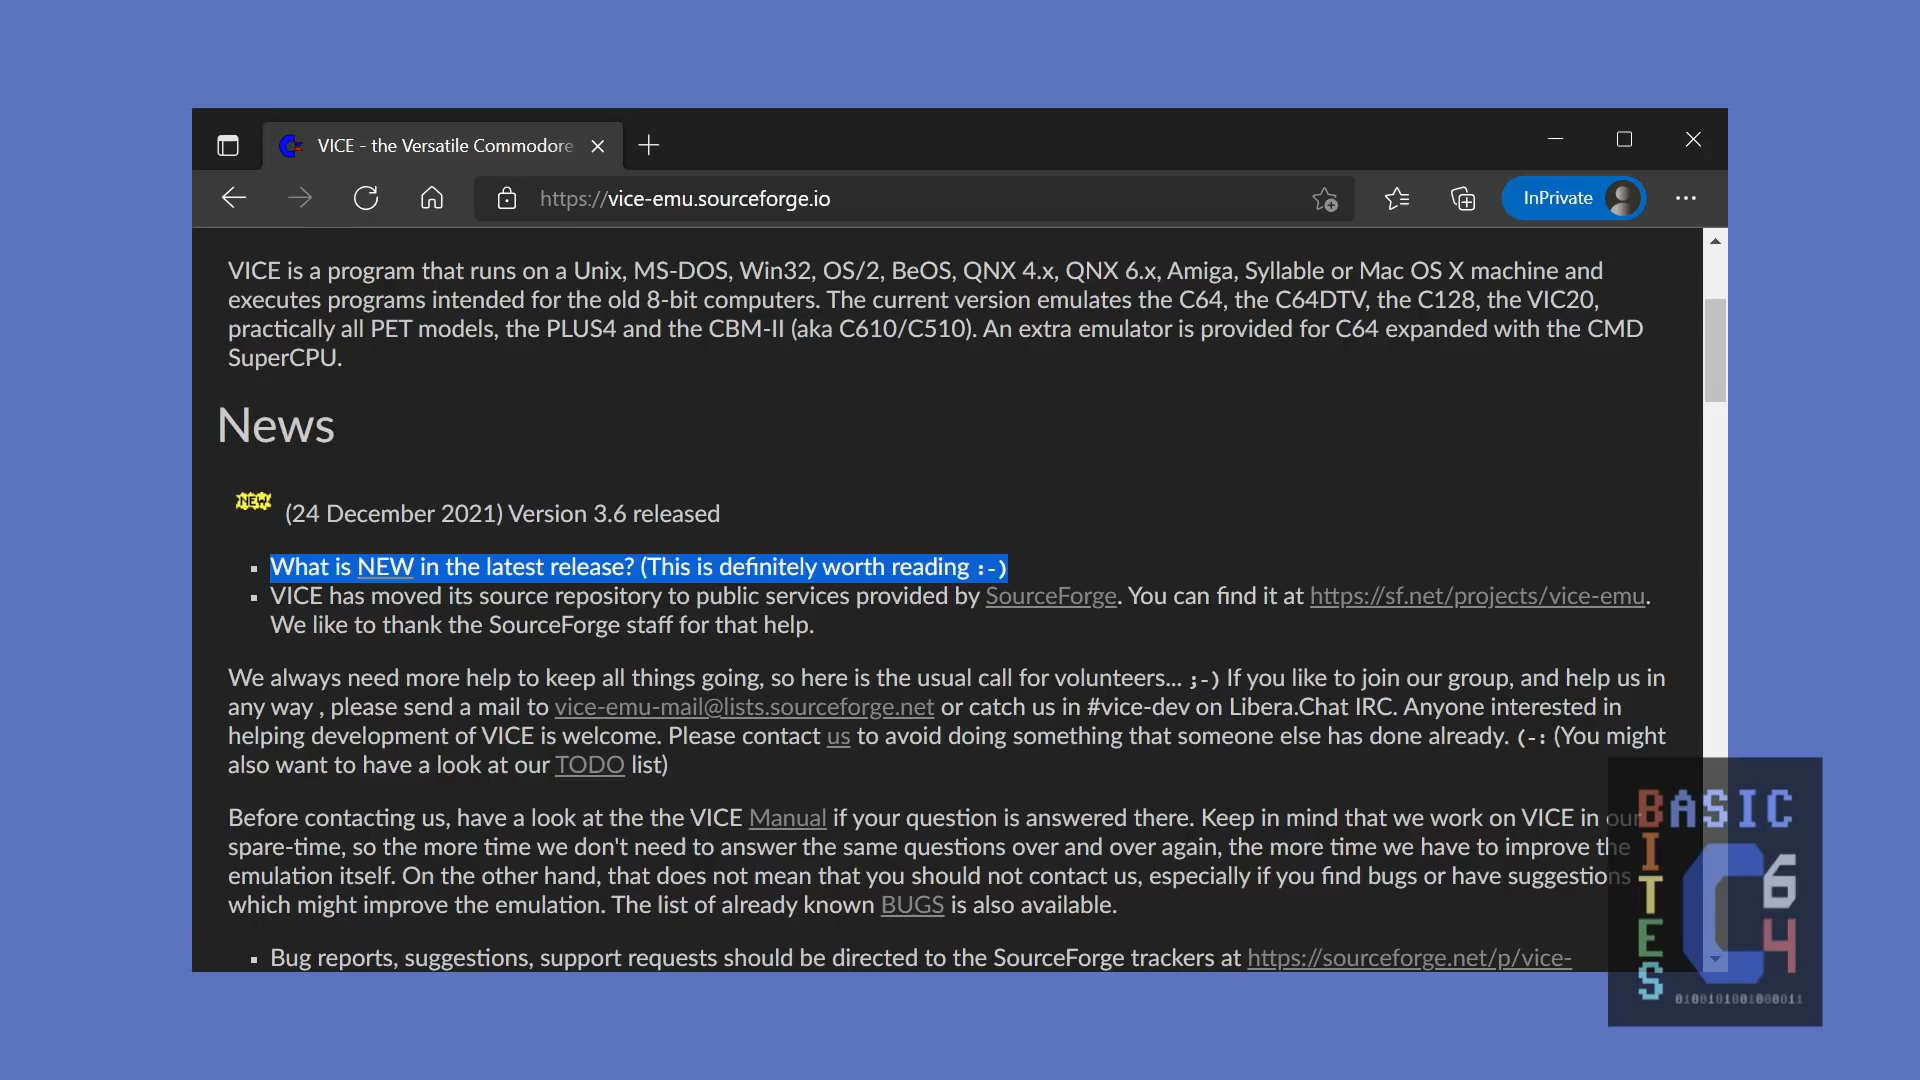 VICE - the Versatile Commodore
https://vice-emu.sourceforge.io
InPrivate
VICE is a program that runs on a Unix, MS-DOS, Win32, OS/2, BeOS, QNX 4.x, QNX 6.x, Amiga, Syllable or Mac OS X machine and
executes programs intended for the old 8-bit computers. The current version emulates the C64, the C64DTV, the C128, the VIC20,
practically all PET models, the PLUS4 and the CBM-II (aka C610/C510). An extra emulator is provided for C64 expanded with the CMD
SuperCPU.
News
NEW
(24 December 2021) Version 3.6 released
▪ What is NEW in the latest release? (This is definitely worth reading :-)
▪ VICE has moved its source repository to public services provided by SourceForge. You can find it at https://sf.net/projects/vice-emu.
We like to thank the SourceForge staff for that help.
We always need more help to keep all things going, so here is the usual call for volunteers... ;-) If you like to join our group, and help us in
any way , please send a mail to vice-emu-mail@lists.sourceforge.net or catch us in #vice-dev on Libera.Chat IRC. Anyone interested in
helping development of VICE is welcome. Please contact us to avoid doing something that someone else has done already. (-: (You might
also want to have a look at our TODO list)
Before contacting us, have a look at the the VICE Manual if your question is answered there. Keep in mind that we work on VICE in our
spare-time, so the more time we don't need to answer the same questions over and over again, the more time we have to improve the
emulation itself. On the other hand, that does not mean that you should not contact us, especially if you find bugs or have suggestions
which might improve the emulation. The list of already known BUGS is also available.
▪ Bug reports, suggestions, support requests should be directed to the SourceForge trackers at https://sourceforge.net/p/vice-
BASIC
BITES
C64
0100101001000011